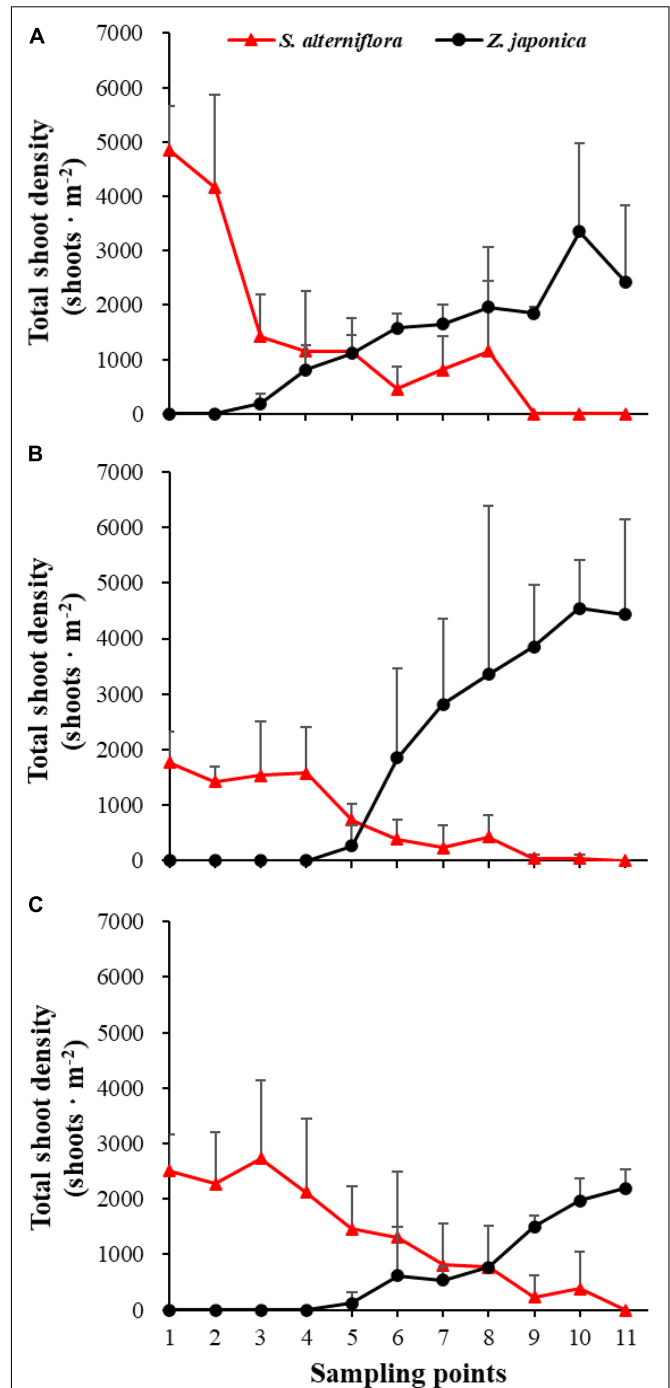 A
S. alterniflora
Z. japonica
7000
6000
5000
4000
3000
2000
1000
0
Total shoot density
(shoots · m-2)
B
7000
6000
5000
4000
3000
2000
1000
0
Total shoot density
(shoots · m-2)
C
7000
6000
5000
4000
3000
2000
1000
0
Total shoot density
(shoots · m-2)
1 2 3 4 5 6 7 8 9 10 11
Sampling points